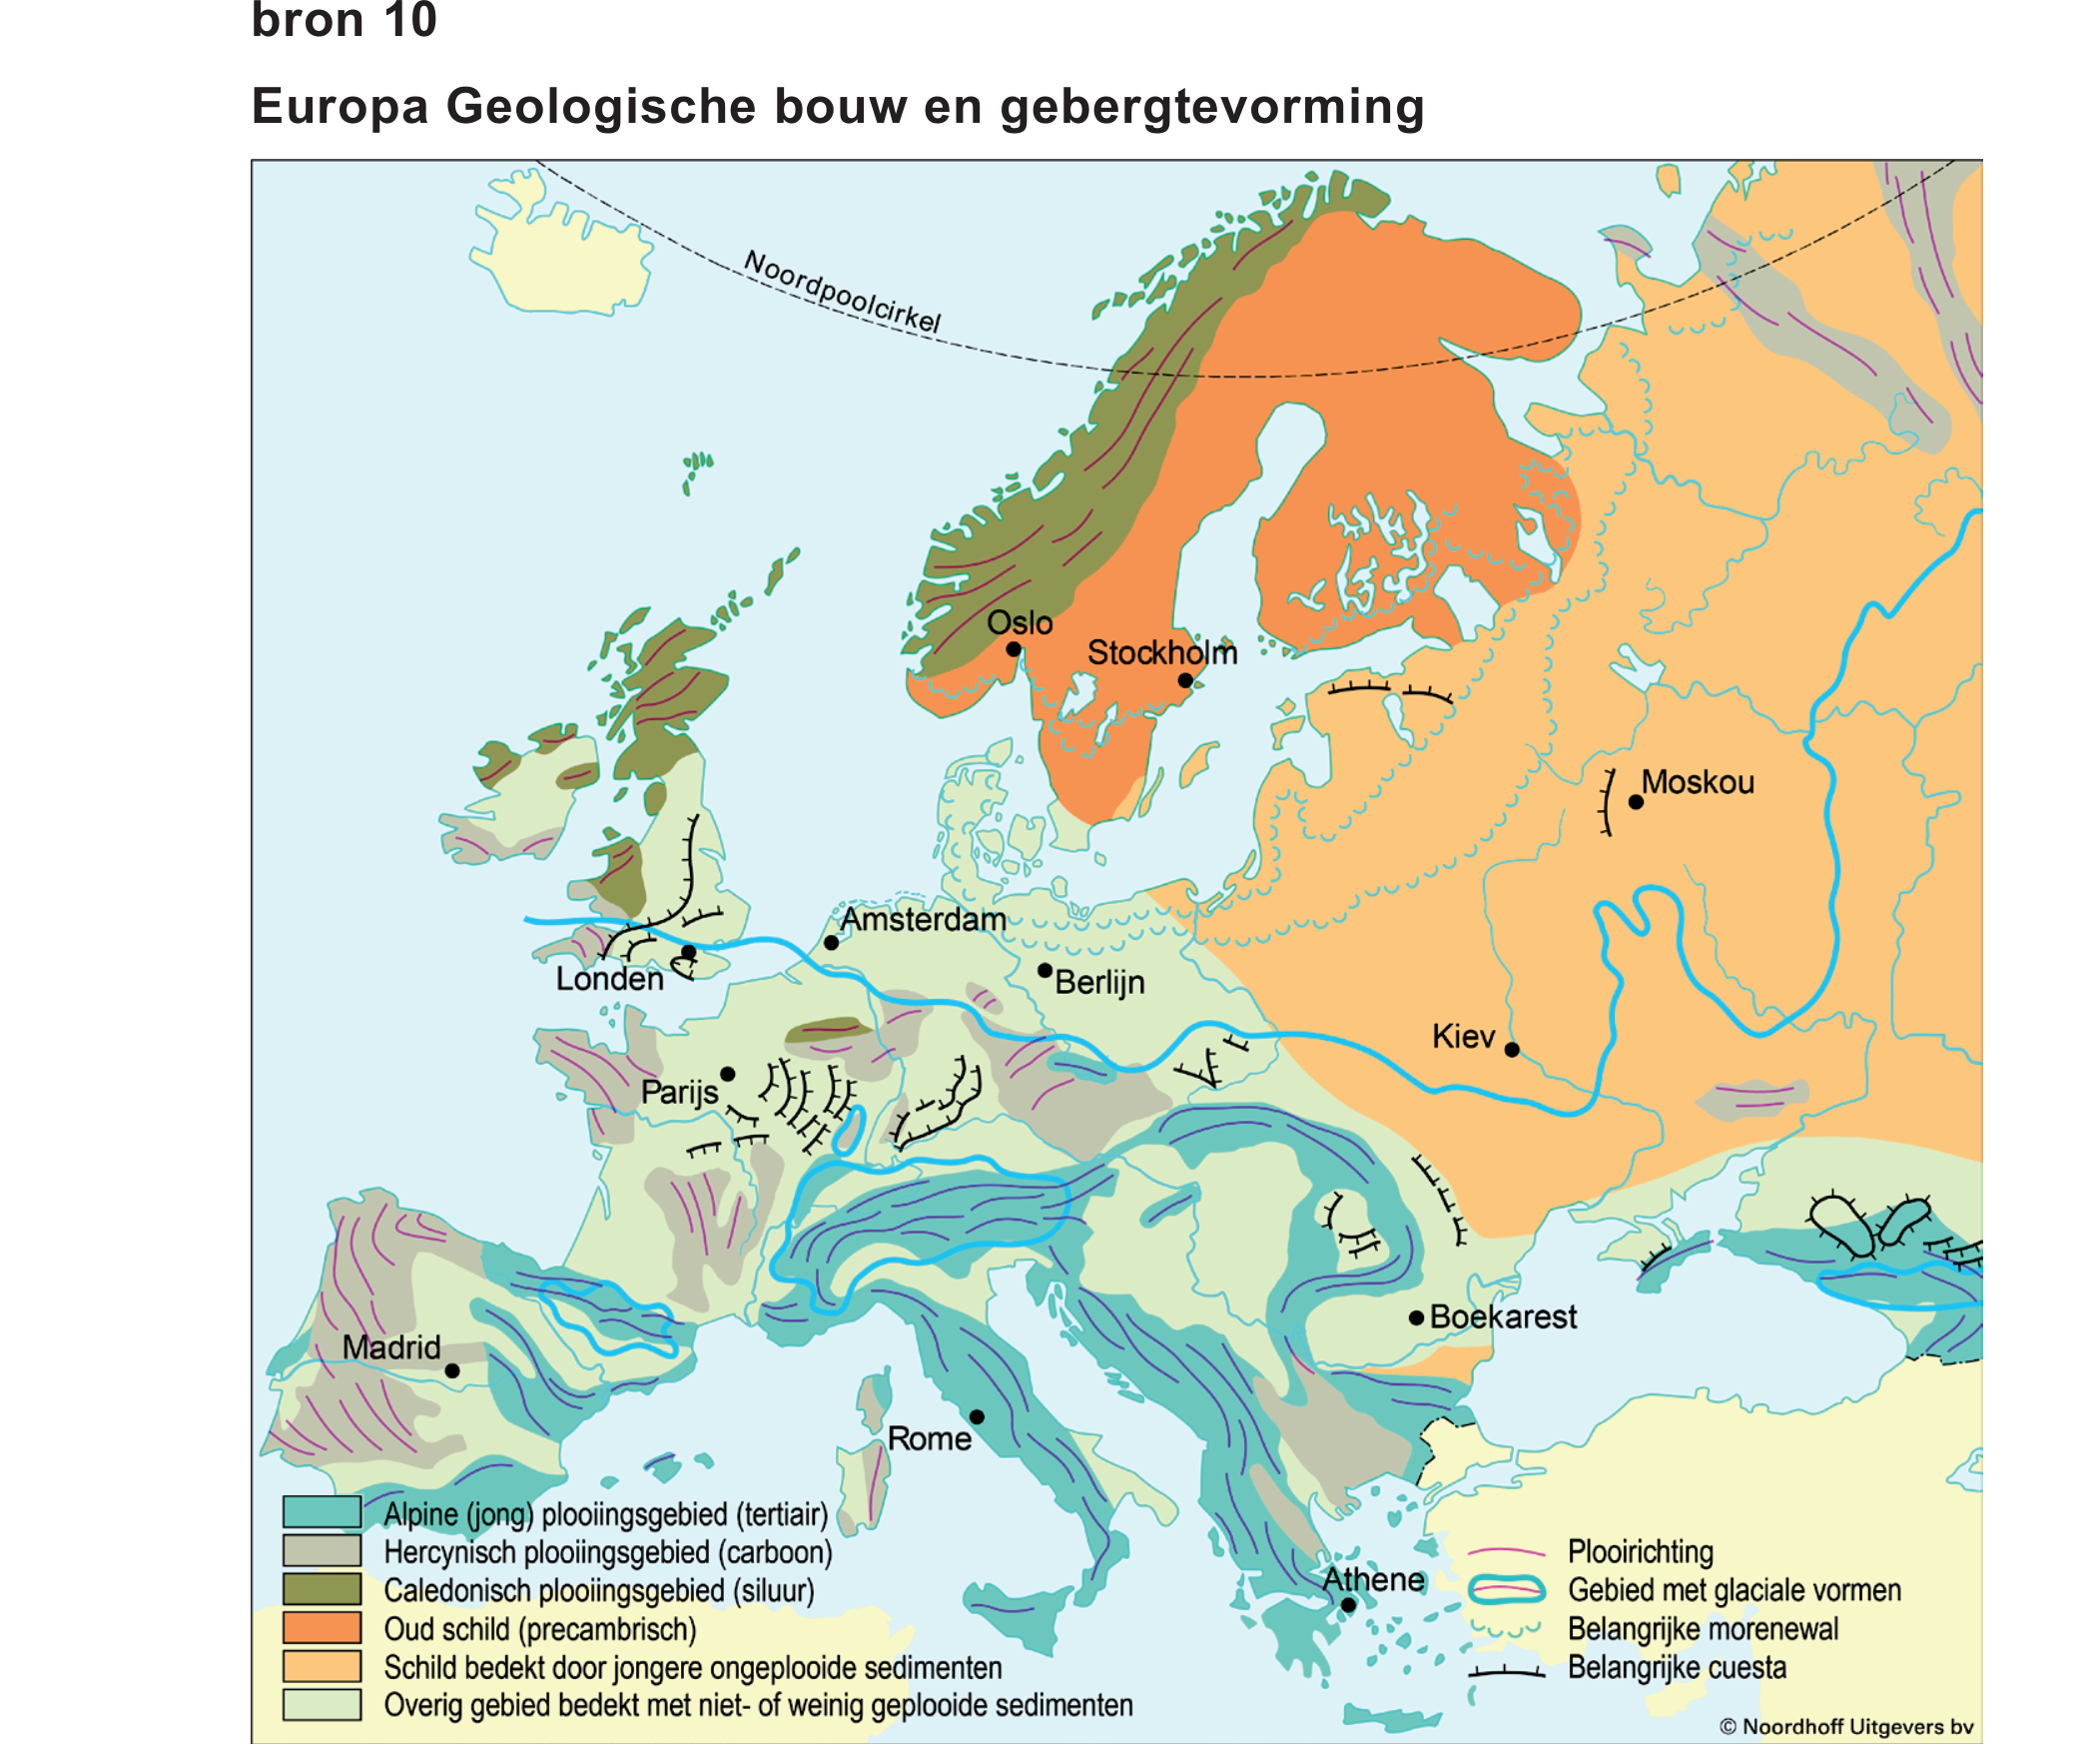 bron 10
Europa Geologische bouw en gebergtevorming
Noordpoolcirkel
Oslo
Stockholm
Moskou
Amsterdam
Londen
Berlijn
Kiev
Parijs
Boekarest
Madrid
Rome
Athene
Alpine (jong) plooiingsgebied (tertiair)
Hercynisch plooiingsgebied (carboon)
Caledonisch plooiingsgebied (siluur)
Oud schild (precambrisch)
Schild bedekt door jongere ongeplooide sedimenten
Overig gebied bedekt met niet- of weinig geplooide sedimenten
Plooirichting
Gebied met glaciale vormen
Belangrijke morenewal
Belangrijke cuesta
© Noordhoff Uitgevers bv